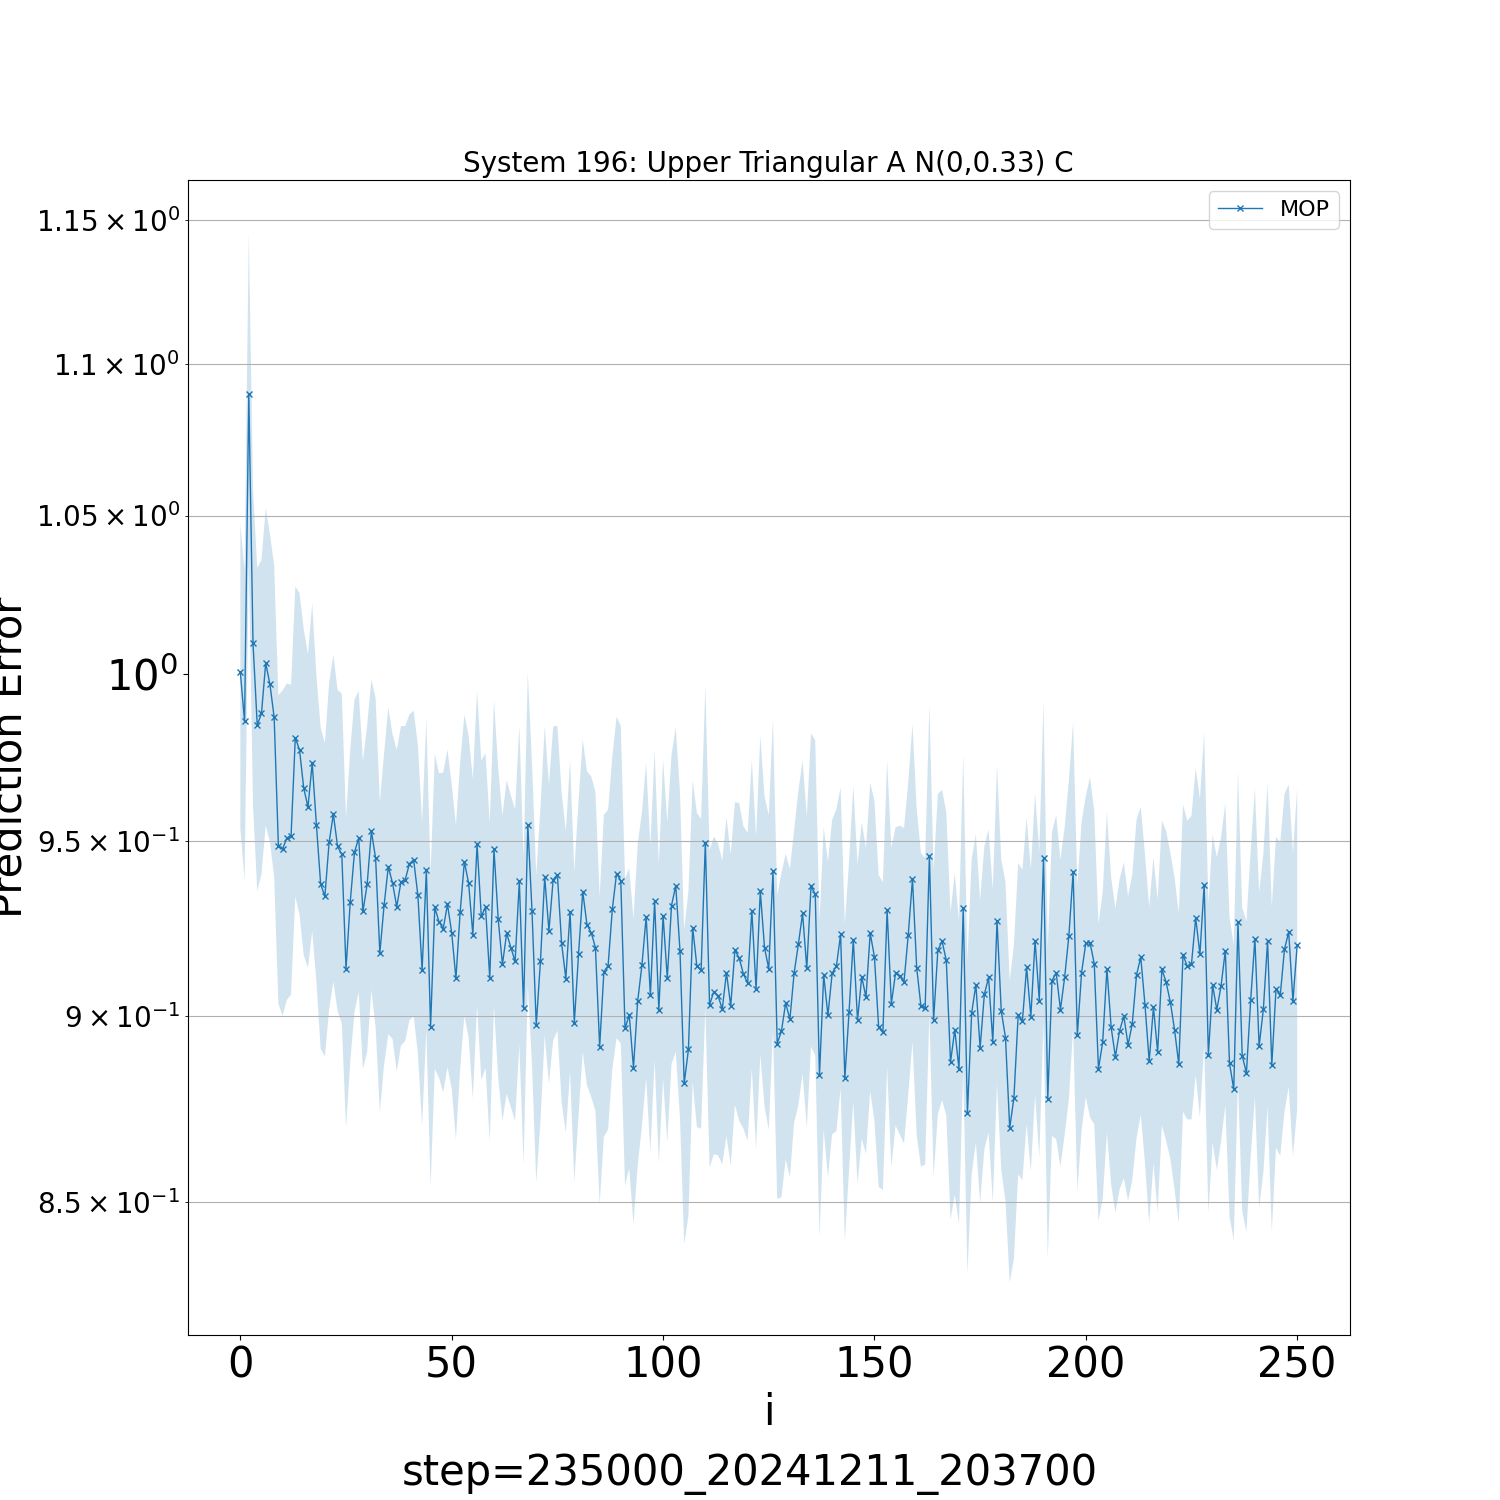 System 196: Upper Triangular A N(0,0.33) C
MOP
1.15 × 10⁰
1.1 × 10⁰
1.05 × 10⁰
10⁰
9.5 × 10⁻¹
9 × 10⁻¹
8.5 × 10⁻¹
Prediction Error
0 50 100 150 200 250
i
step=235000_20241211_203700